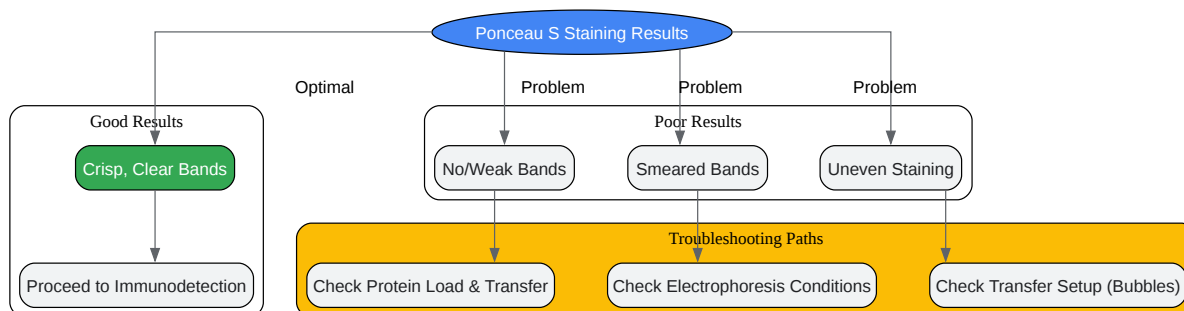 Ponceau S Staining Results
Optimal
Problem
Problem
Problem
Good Results
Poor Results
Crisp, Clear Bands
No/Weak Bands
Smeared Bands
Uneven Staining
Troubleshooting Paths
Proceed to Immunodetection
Check Protein Load & Transfer
Check Electrophoresis Conditions
Check Transfer Setup (Bubbles)